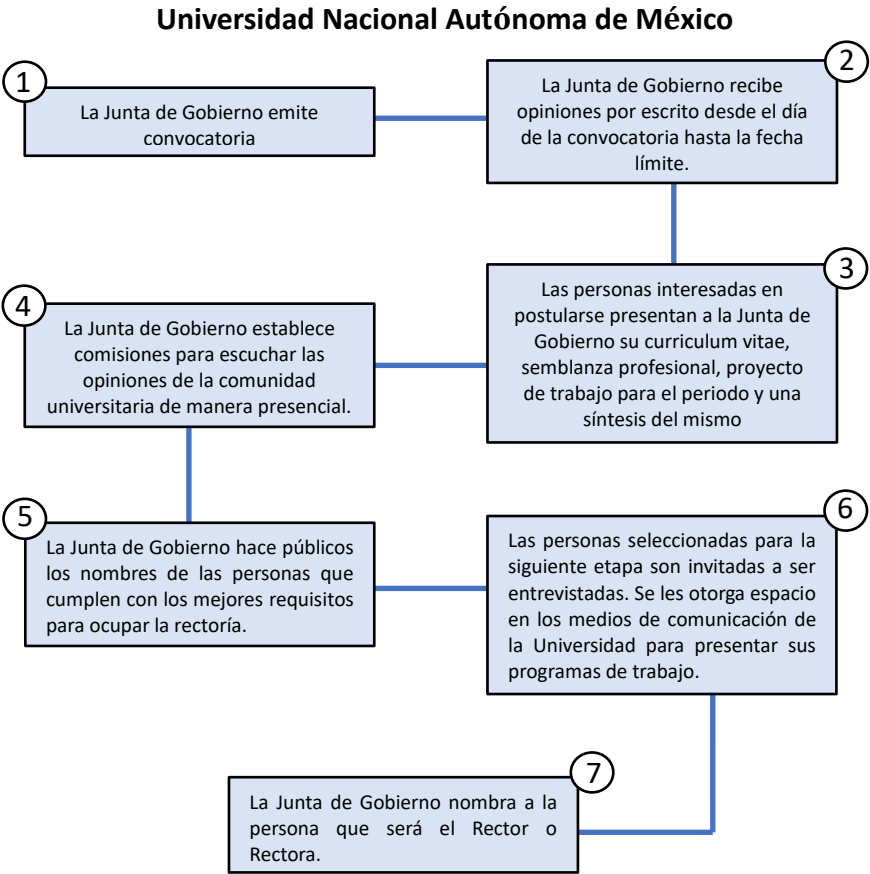 Universidad Nacional Autónoma de México
1
La Junta de Gobierno emite
convocatoria
2
La Junta de Gobierno recibe
opiniones por escrito desde el día
de la convocatoria hasta la fecha
límite.
3
Las personas interesadas en
postularse presentan a la Junta de
Gobierno su curriculum vitae,
semblanza profesional, proyecto
de trabajo para el periodo y una
síntesis del mismo
4
La Junta de Gobierno establece
comisiones para escuchar las
opiniones de la comunidad
universitaria de manera presencial.
5
La Junta de Gobierno hace públicos
los nombres de las personas que
cumplen con los mejores requisitos
para ocupar la rectoría.
6
Las personas seleccionadas para la
siguiente etapa son invitadas a ser
entrevistadas. Se les otorga espacio
en los medios de comunicación de
la Universidad para presentar sus
programas de trabajo.
7
La Junta de Gobierno nombra a la
persona que será el Rector o
Rectora.